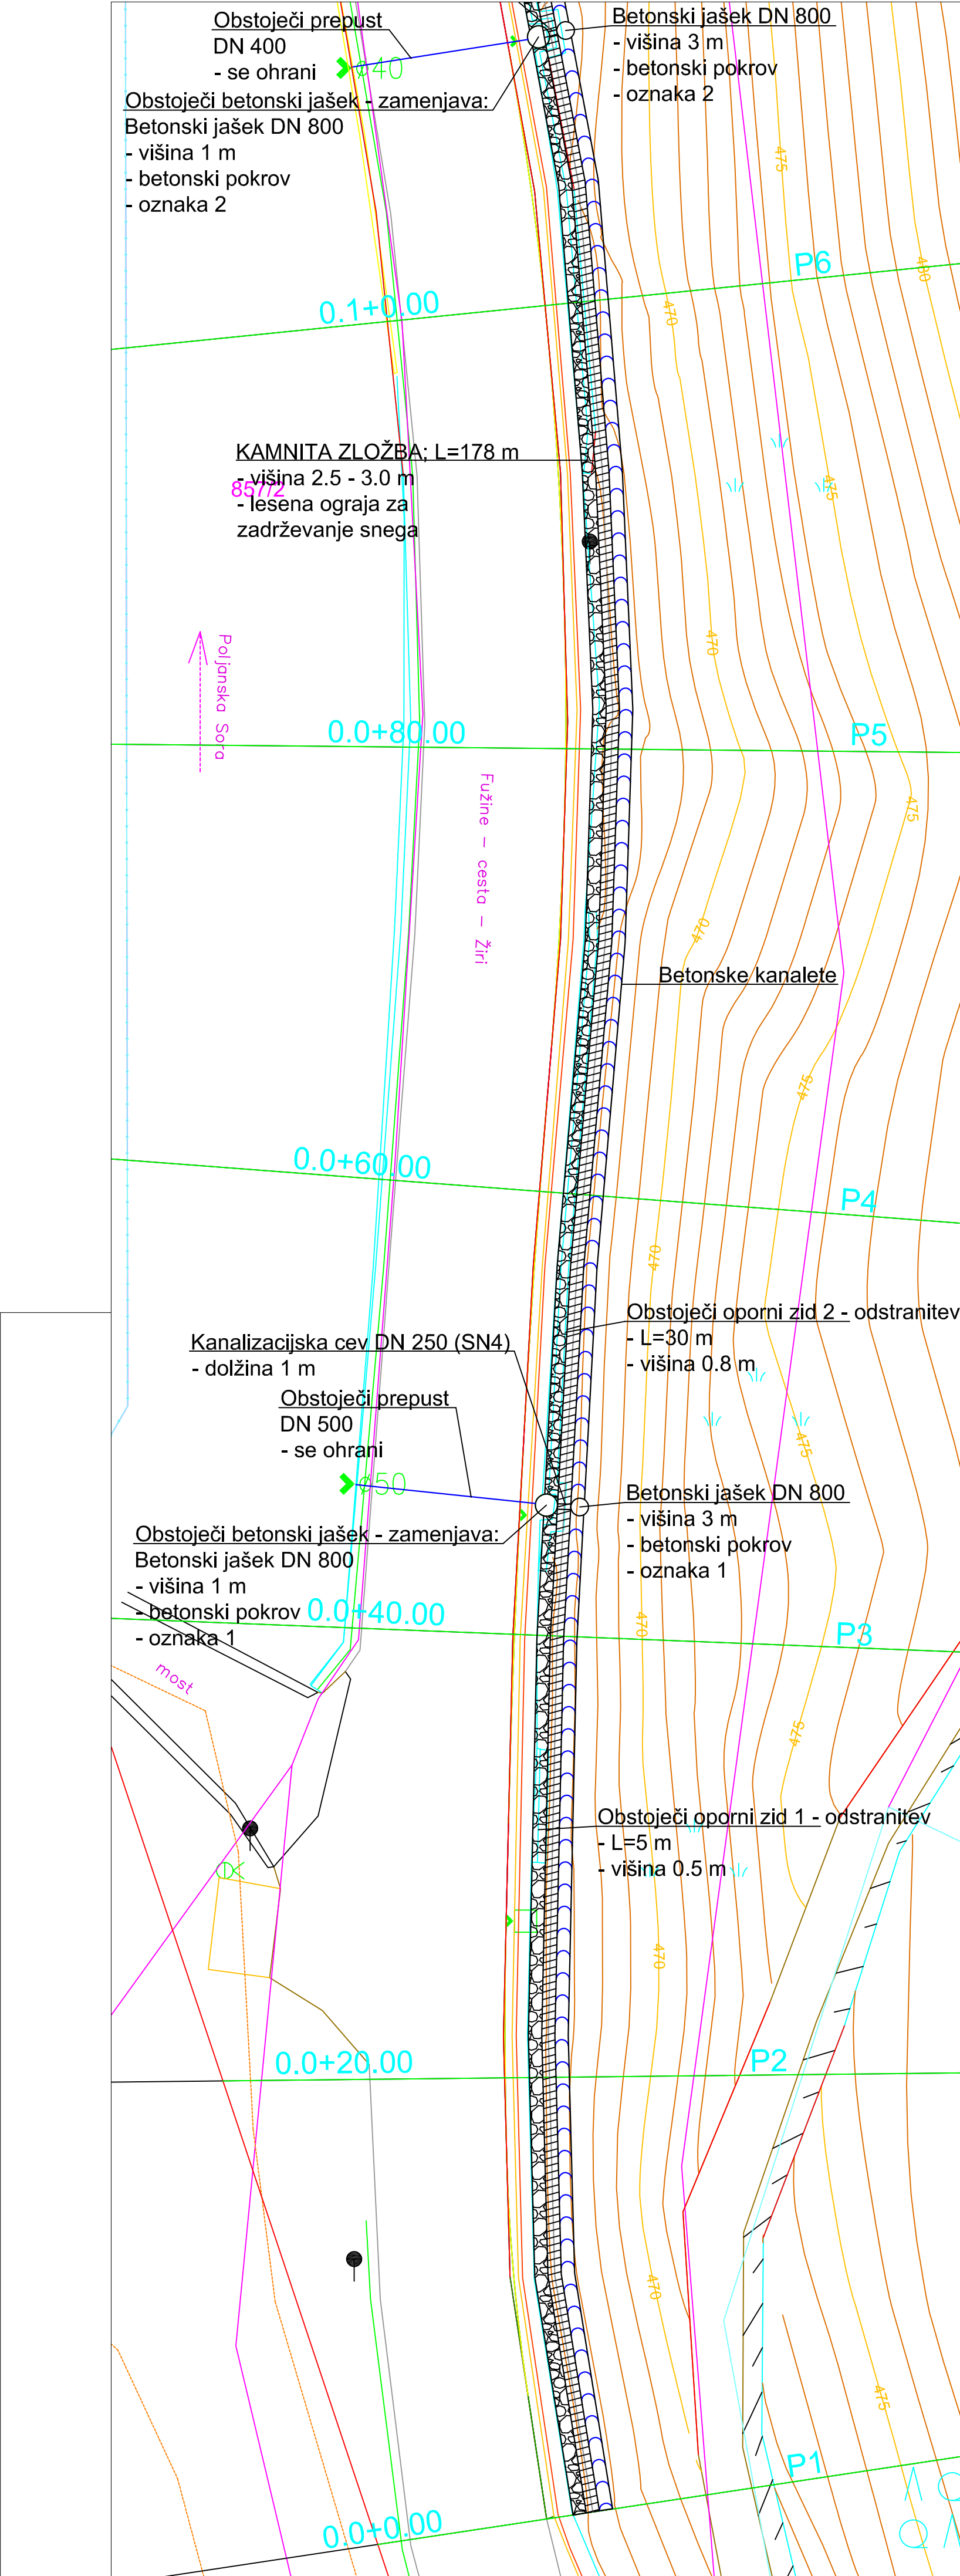 Obstoječi prepust
DN 400
- se ohrani
ø40
Betonski jašek DN 800
- višina 3 m
- betonski pokrov
- oznaka 2
Obstoječi betonski jašek - zamenjava:
Betonski jašek DN 800
- višina 1 m
- betonski pokrov
- oznaka 2
475
P6
480
0.1+0.00
470
KAMNITA ZLOŽBA; L=178 m
- višina 2.5 - 3.0 m
- lesena ograja za
zadrževanje snega
857/2
475
470
Poljanska Sora
0.0+80.00
P5
475
Fužine – cesta – Žiri
470
Betonske kanalete
475
0.0+60.00
P4
470
Obstoječi oporni zid 2 - odstranitev
- L=30 m
- višina 0.8 m
Kanalizacijska cev DN 250 (SN4)
- dolžina 1 m
Obstoječi prepust
DN 500
- se ohrani
475
ø50
Betonski jašek DN 800
- višina 3 m
- betonski pokrov
- oznaka 1
Obstoječi betonski jašek - zamenjava:
Betonski jašek DN 800
- višina 1 m
- betonski pokrov
- oznaka 1
0.0+40.00
470
P3
most
475
Obstoječi oporni zid 1 - odstranitev
- L=5 m
- višina 0.5 m
470
0.0+20.00
P2
470
475
P1
0.0+0.00